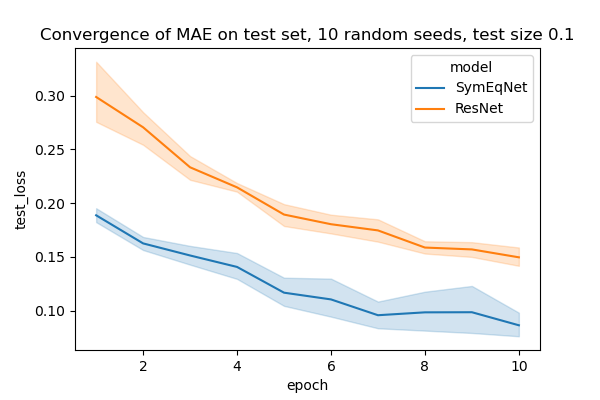 Convergence of MAE on test set, 10 random seeds, test size 0.1
model
SymEqNet
ResNet
0.30
0.25
0.20
0.15
0.10
test_loss
2
4
6
8
10
epoch